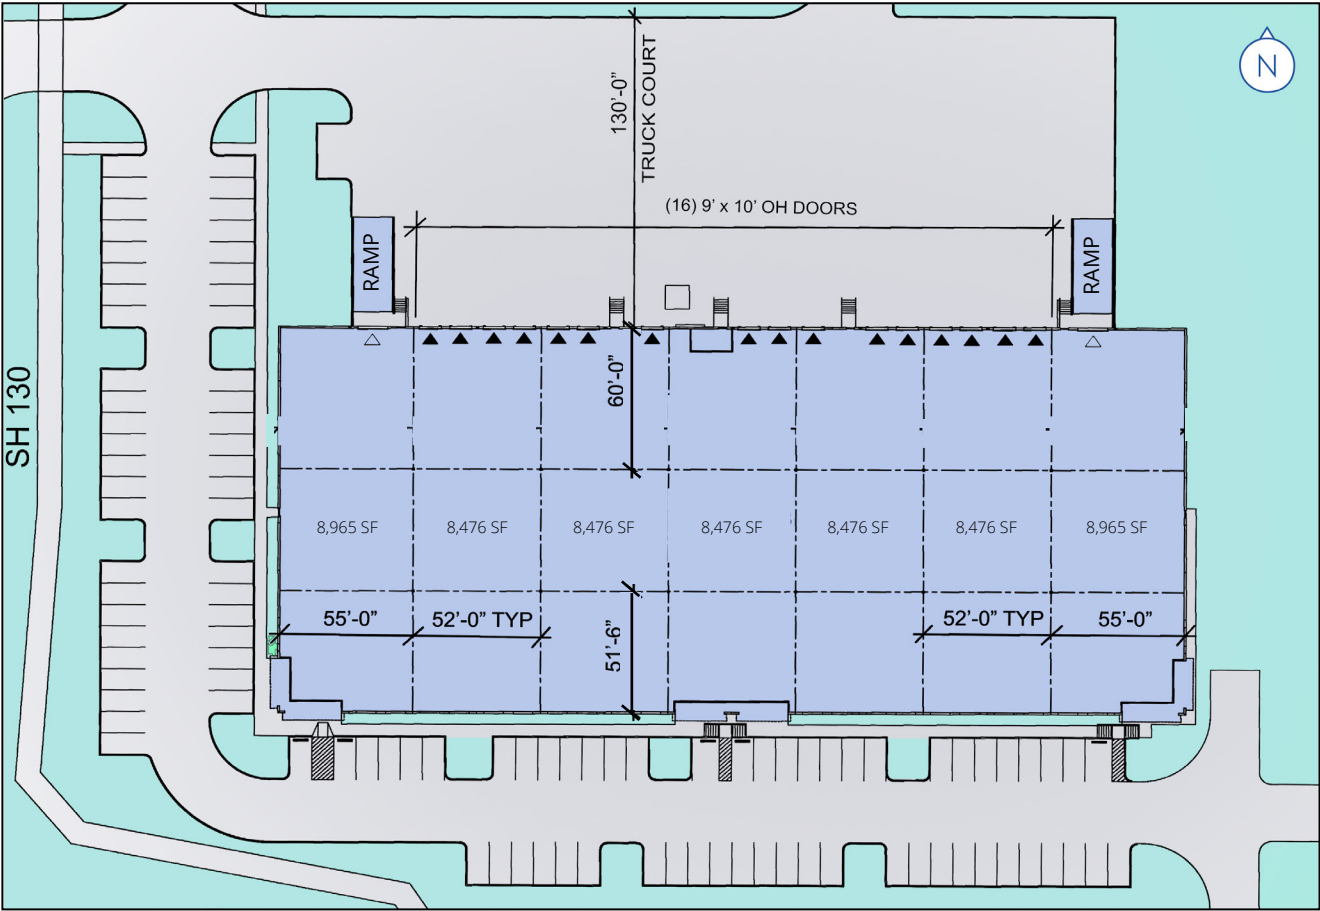 N
130'-0"
TRUCK COURT
(16) 9' x 10' OH DOORS
RAMP
RAMP
60'-0"
SH 130
8,965 SF
8,476 SF
8,476 SF
8,476 SF
8,476 SF
8,476 SF
8,965 SF
55'-0"
52'-0" TYP
51'-6"
52'-0" TYP
55'-0"